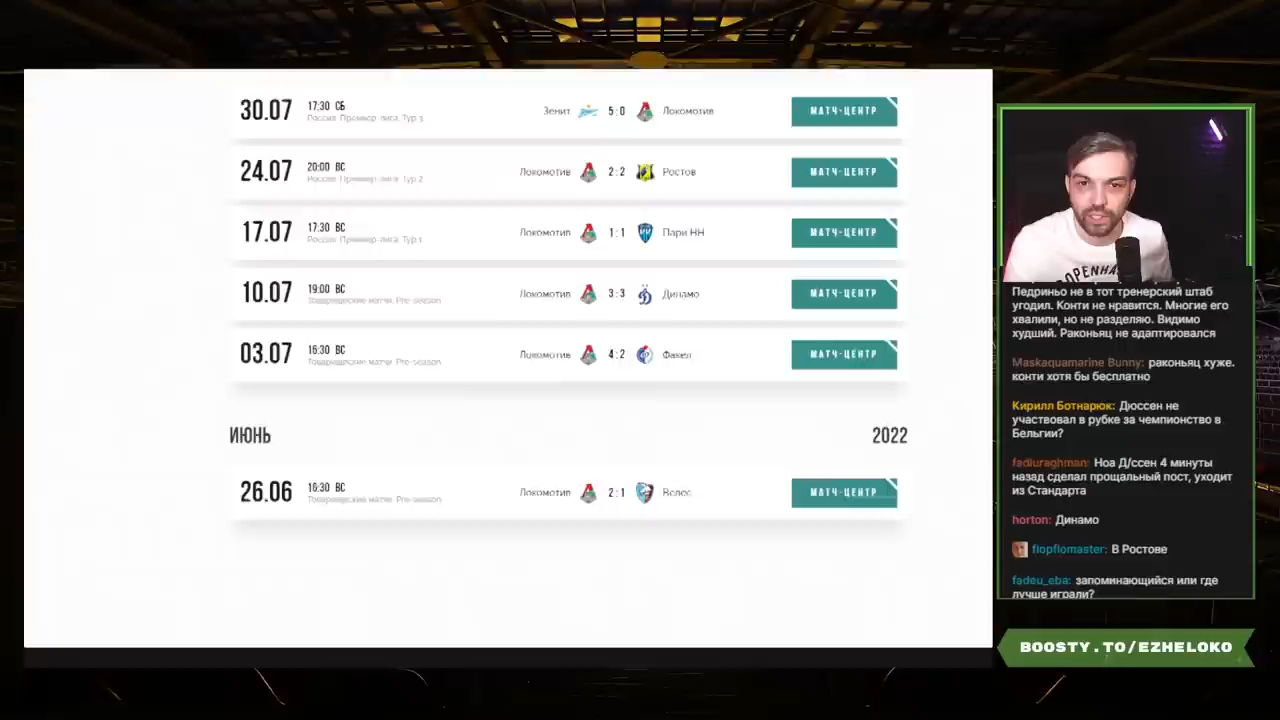 30.07
17:30 СБ
Россия. Премьер-лига. Тур 3
Зенит 5:0 Локомотив
МАТЧ-ЦЕНТР
24.07
20:00 ВС
Россия. Премьер-лига. Тур 2
Локомотив 2:2 Ростов
МАТЧ-ЦЕНТР
17.07
17:30 ВС
Россия. Премьер-лига. Тур 1
Локомотив 1:1 Пари НН
МАТЧ-ЦЕНТР
10.07
19:00 ВС
Товарищеские матчи. Pre-season
Локомотив 3:3 Динамо
МАТЧ-ЦЕНТР
03.07
16:30 ВС
Товарищеские матчи. Pre-season
Локомотив 4:2 Факел
МАТЧ-ЦЕНТР
ИЮНЬ 2022
26.06
16:30 ВС
Товарищеские матчи. Pre-season
Локомотив 2:1 Велес
МАТЧ-ЦЕНТР
OPENHA
Педриньо не в тот тренерский штаб
угодил. Конти не нравится. Многие его
хвалили, но не разделяю. Видимо
худший. Раконьяц не адаптировался
Maskaquamarine Bunny: раконьяц хуже.
конти хотя бы бесплатно
Кирилл Ботнарюк: Дюссен не
участвовал в рубке за чемпионство в
Бельгии?
fadiuraghman: Ноа Д/ссен 4 минуты
назад сделал прощальный пост, уходит
из Стандарта
horton: Динамо
flopflomaster: В Ростове
fadeu_eba: запоминающийся или где
лучше играли?
BOOSTY.TO/EZHELOKO